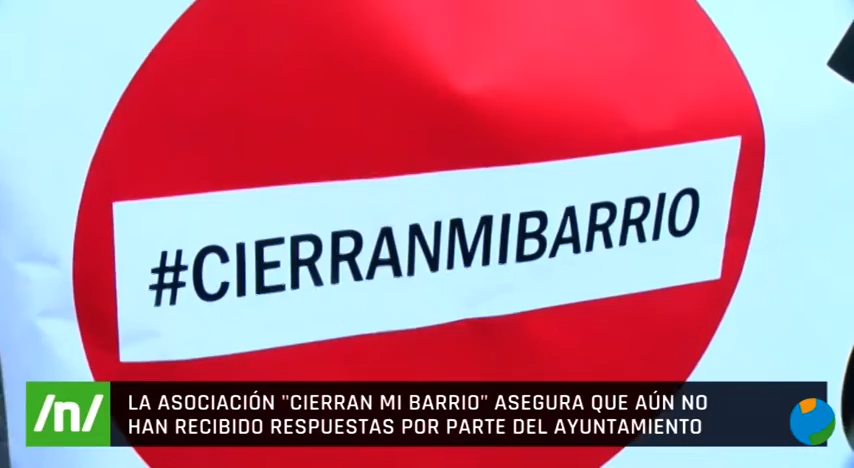 #CIERRANMIBARRIO
/n/ LA ASOCIACIÓN "CIERRAN MI BARRIO" ASEGURA QUE AÚN NO
HAN RECIBIDO RESPUESTAS POR PARTE DEL AYUNTAMIENTO